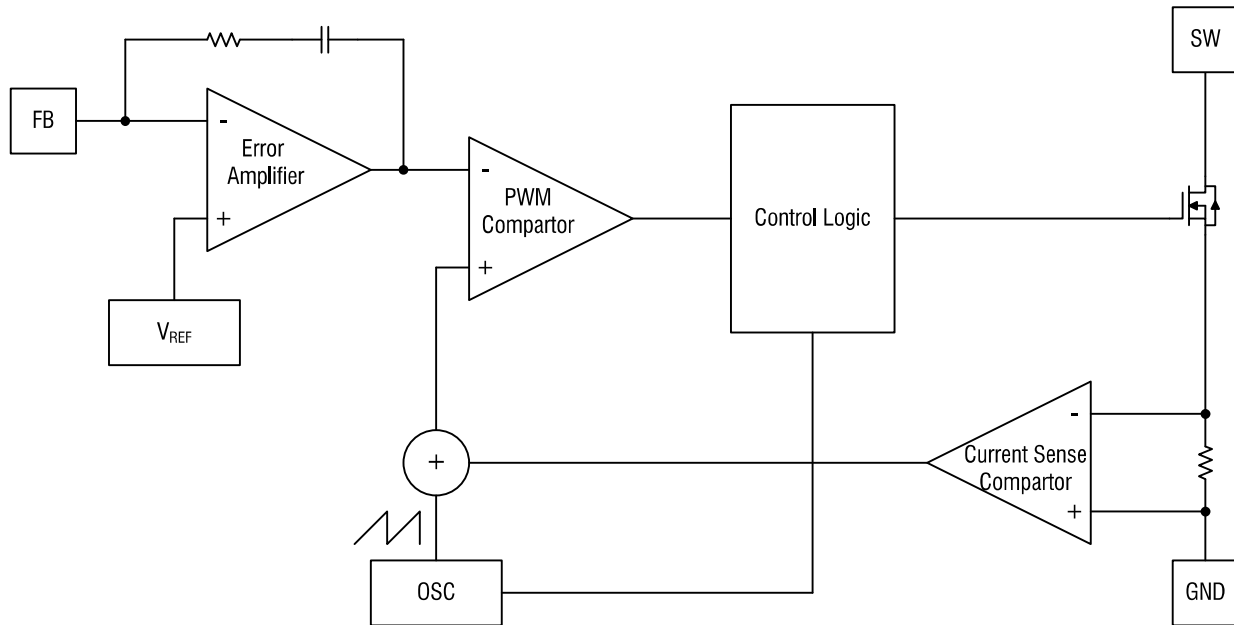 SW
FB
-
Error
Amplifier
+
VREF
-
PWM
Compartor
+
Control Logic
-
Current Sense
Compartor
+
+
OSC
GND